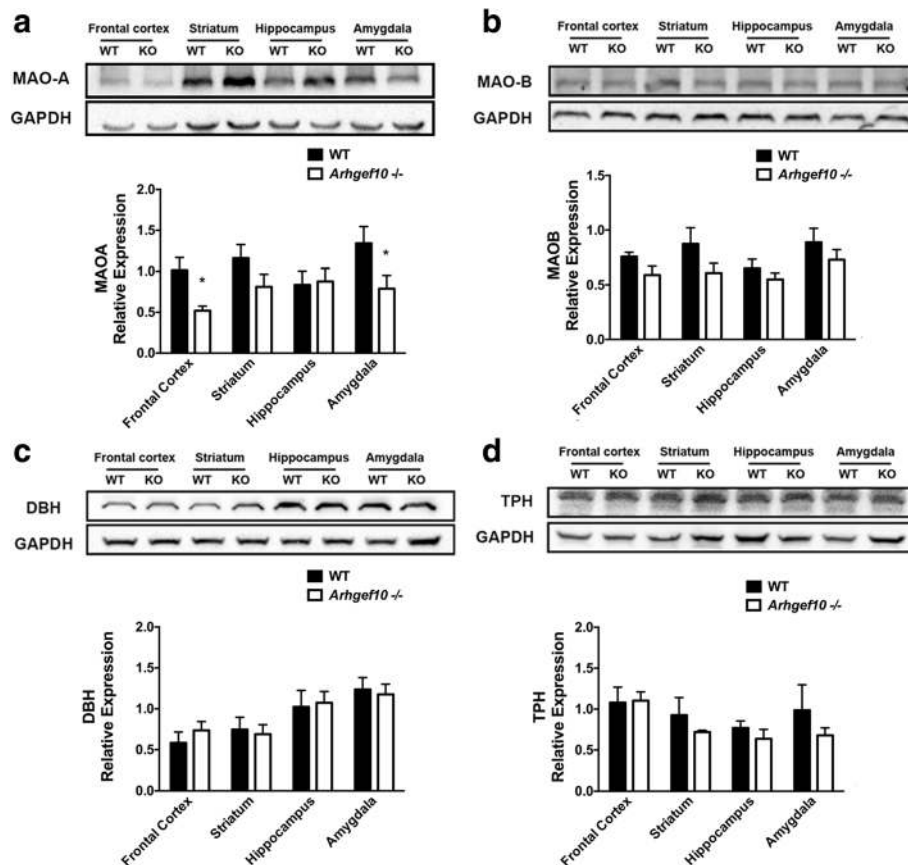 a
Frontal cortex Striatum Hippocampus Amygdala
WT KO WT KO WT KO WT KO
MAO-A
GAPDH
WT
Arhgef10 -/-
MAOA
Relative Expression
2.0
1.5
1.0
0.5
0.0
* *
Frontal Cortex
Striatum
Hippocampus
Amygdala
b
Frontal cortex Striatum Hippocampus Amygdala
WT KO WT KO WT KO WT KO
MAO-B
GAPDH
WT
Arhgef10 -/-
MAOB
Relative Expression
2.0
1.5
1.0
0.5
0.0
Frontal Cortex
Striatum
Hippocampus
Amygdala
c
Frontal cortex Striatum Hippocampus Amygdala
WT KO WT KO WT KO WT KO
DBH
GAPDH
WT
Arhgef10 -/-
DBH
Relative Expression
2.0
1.5
1.0
0.5
0.0
Frontal Cortex
Striatum
Hippocampus
Amygdala
d
Frontal cortex Striatum Hippocampus Amygdala
WT KO WT KO WT KO WT KO
TPH
GAPDH
WT
Arhgef10 -/-
TPH
Relative Expression
2.0
1.5
1.0
0.5
0.0
Frontal Cortex
Striatum
Hippocampus
Amygdala